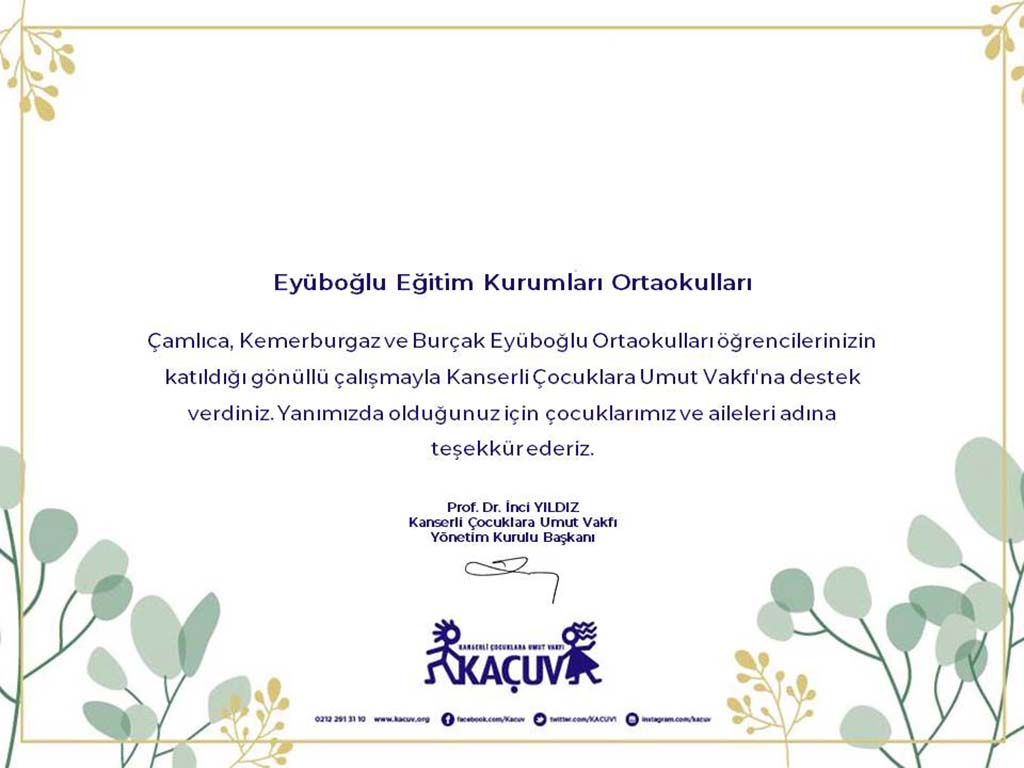 Eyüboğlu Eğitim Kurumları Ortaokulları
Çamlıca, Kemerburgaz ve Burçak Eyüboğlu Ortaokulları öğrencilerinizin
katıldığı gönüllü çalışmayla Kanserli Çocuklara Umut Vakfı'na destek
verdiniz. Yanımızda olduğunuz için çocuklarımız ve aileleri adına
teşekkür ederiz.
Prof. Dr. İnci YILDIZ
Kanserli Çocuklara Umut Vakfı
Yönetim Kurulu Başkanı
KANSERLİ ÇOCUKLARA UMUT VAKFI
KAÇUV
0212 291 31 10 www.kacuv.org facebook.com/Kacuv twitter.com/KACUV1 instagram.com/kacuv